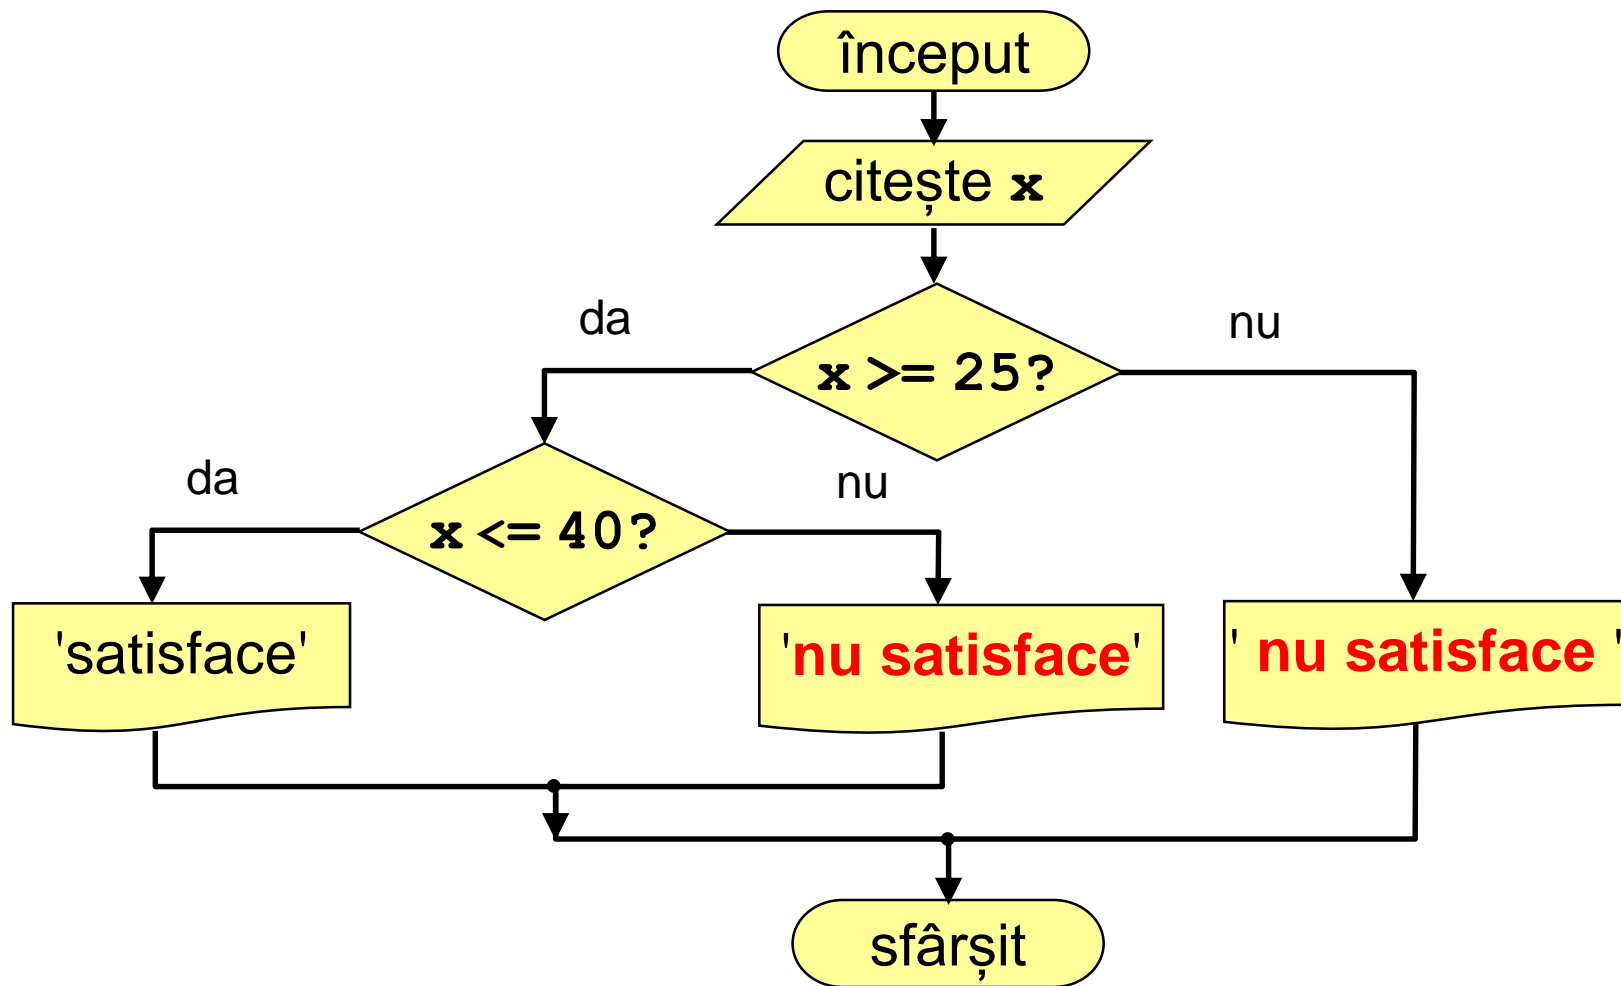 început
citește x
da
nu
x >= 25?
da
nu
x <= 40?
'satisface'
'nu satisface'
' nu satisface '
sfârșit